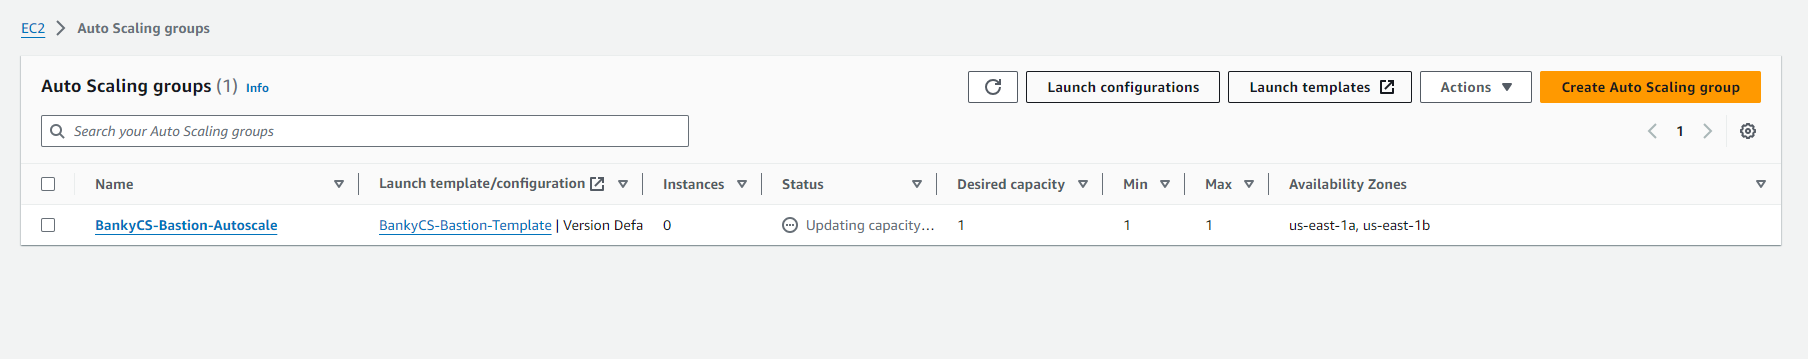 EC2 Auto Scaling groups
Auto Scaling groups (1) Info
Launch configurations Launch templates Actions Create Auto Scaling group
Search your Auto Scaling groups
1
Name Launch template/configuration Instances Status Desired capacity Min Max Availability Zones
BankyCS-Bastion-Autoscale BankyCS-Bastion-Template | Version Defa 0 Updating capacity... 1 1 1 us-east-1a, us-east-1b